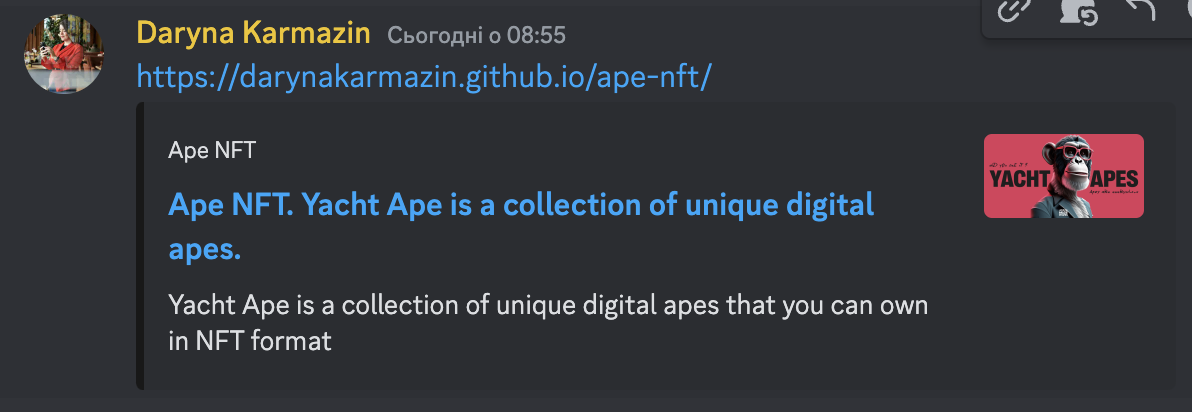 Daryna Karmazin Сьогодні о 08:55
https://darynakarmazin.github.io/ape-nft/
Ape NFT
Ape NFT. Yacht Ape is a collection of unique digital
apes.
YACHT APES
Yacht Ape is a collection of unique digital apes that you can own
in NFT format